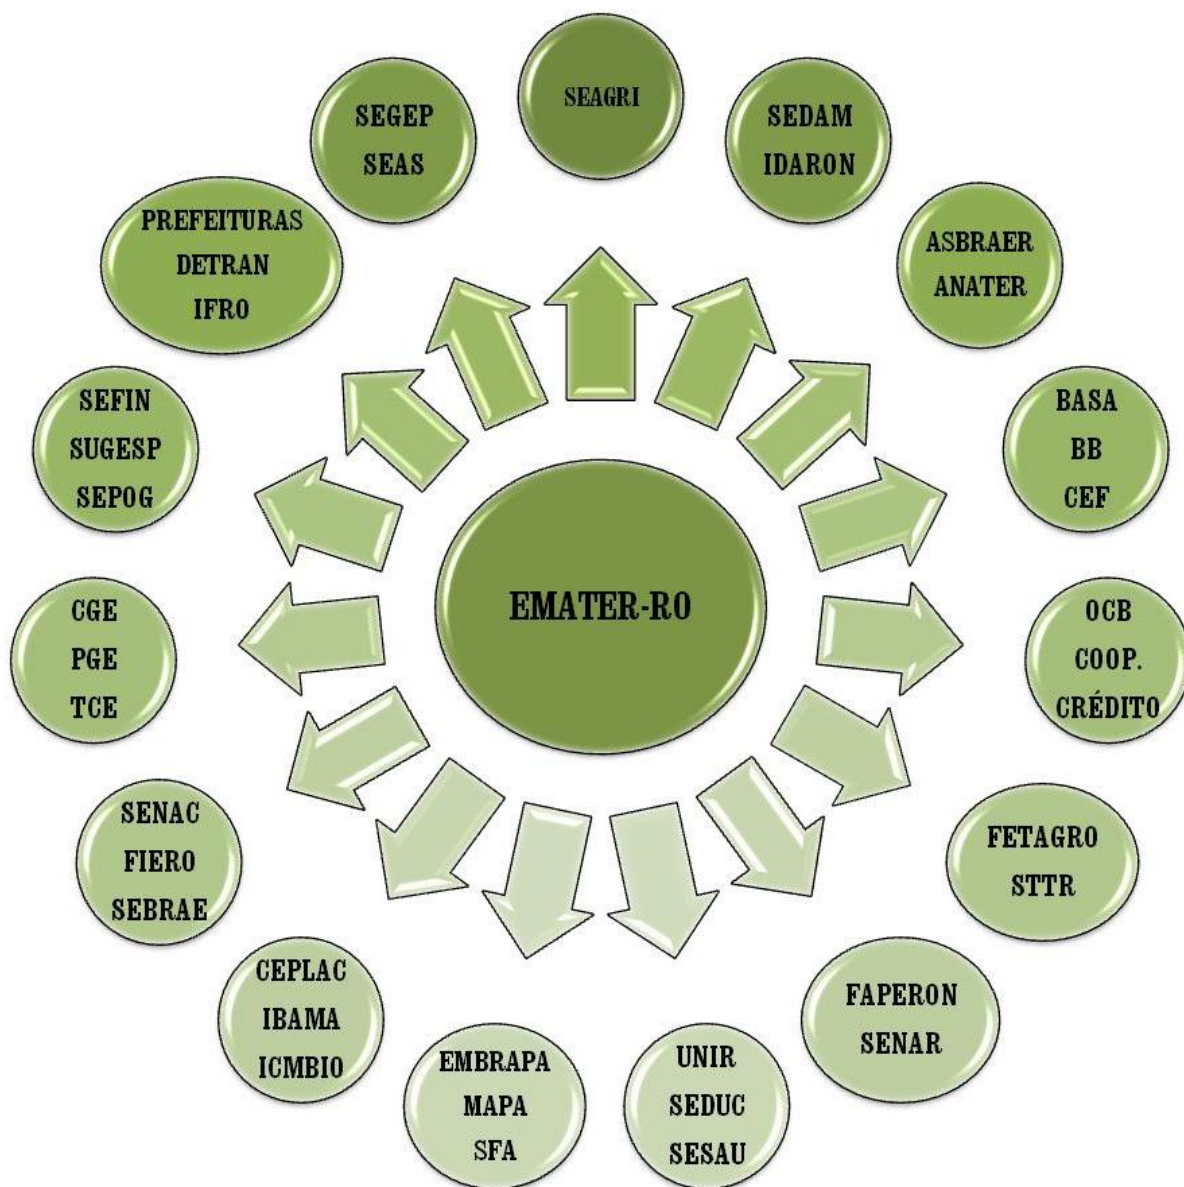 SEAGRI
SEDAM
IDARON
ASBRAER
ANATER
BASA
BB
CEF
OCB
COOP.
CRÉDITO
FETAGRO
STTR
FAPERON
SENAR
UNIR
SEDUC
SESAU
EMBRAPA
MAPA
SFA
CEPLAC
IBAMA
ICMBIO
SENAC
FIERO
SEBRAE
CGE
PGE
TCE
SEFIN
SUGESP
SEPOG
PREFEITURAS
DETRAN
IFRO
SEGEP
SEAS
EMATER-RO